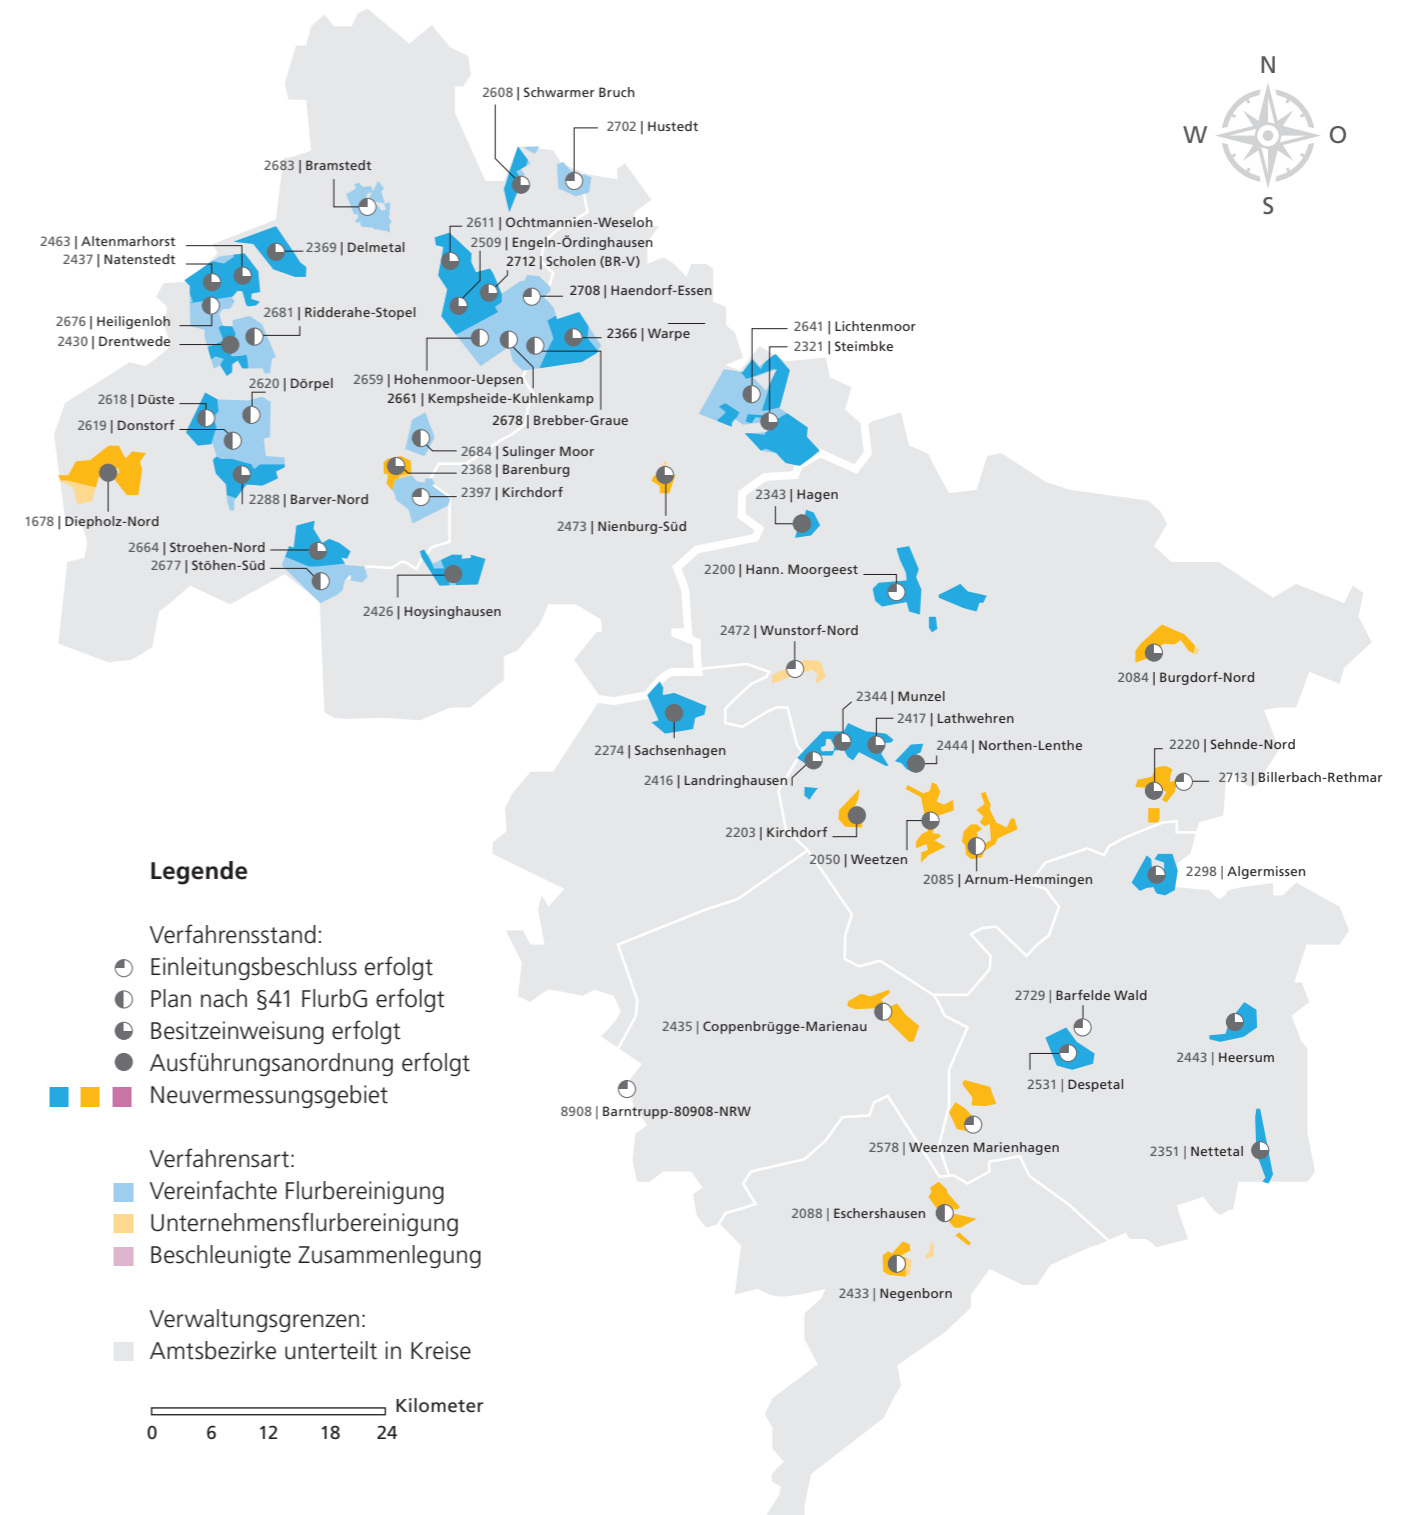 N
W
O
S
2608 | Schwarmer Bruch
2702 | Hustedt
2683 | Bramstedt
2611 | Ochtmannien-Weseloh
2463 | Altenmarhorst
2369 | Delmetal
2509 | Engeln-Ördinghausen
2437 | Natenstedt
2712 | Scholen (BR-V)
2708 | Haendorf-Essen
2681 | Ridderahe-Stopel
2676 | Heiligenloh
2641 | Lichtenmoor
2430 | Drentwede
2366 | Warpe
2321 | Steimbke
2620 | Dörpel
2659 | Hohenmoor-Uepsen
2618 | Düste
2661 | Kempsheide-Kuhlenkamp
2619 | Donstorf
2678 | Brebber-Graue
2684 | Sulinger Moor
2368 | Barenburg
2397 | Kirchdorf
2288 | Barver-Nord
2343 | Hagen
1678 | Diepholz-Nord
2473 | Nienburg-Süd
2664 | Stroehen-Nord
2677 | Stöhen-Süd
2200 | Hann. Moorgeest
2426 | Hoysinghausen
2472 | Wunstorf-Nord
2084 | Burgdorf-Nord
2344 | Munzel
2417 | Lathwehren
2274 | Sachsenhagen
2444 | Northen-Lenthe
2220 | Sehnde-Nord
2416 | Landringhausen
2713 | Billerbach-Rethmar
2203 | Kirchdorf
2050 | Weetzen
2085 | Arnum-Hemmingen
2298 | Algermissen
2729 | Barfelde Wald
2435 | Coppenbrügge-Marienau
2443 | Heersum
2531 | Despetal
8908 | Barntrupp-80908-NRW
2578 | Weenzen Marienhagen
2351 | Nettetal
2088 | Eschershausen
2433 | Negenborn
Legende
Verfahrensstand:
Einleitungsbeschluss erfolgt
Plan nach §41 FlurbG erfolgt
Besitzeinweisung erfolgt
Ausführungsanordnung erfolgt
Neuvermessungsgebiet
Verfahrensart:
Vereinfachte Flurbereinigung
Unternehmensflurbereinigung
Beschleunigte Zusammenlegung
Verwaltungsgrenzen:
Amtsbezirke unterteilt in Kreise
Kilometer
0 6 12 18 24